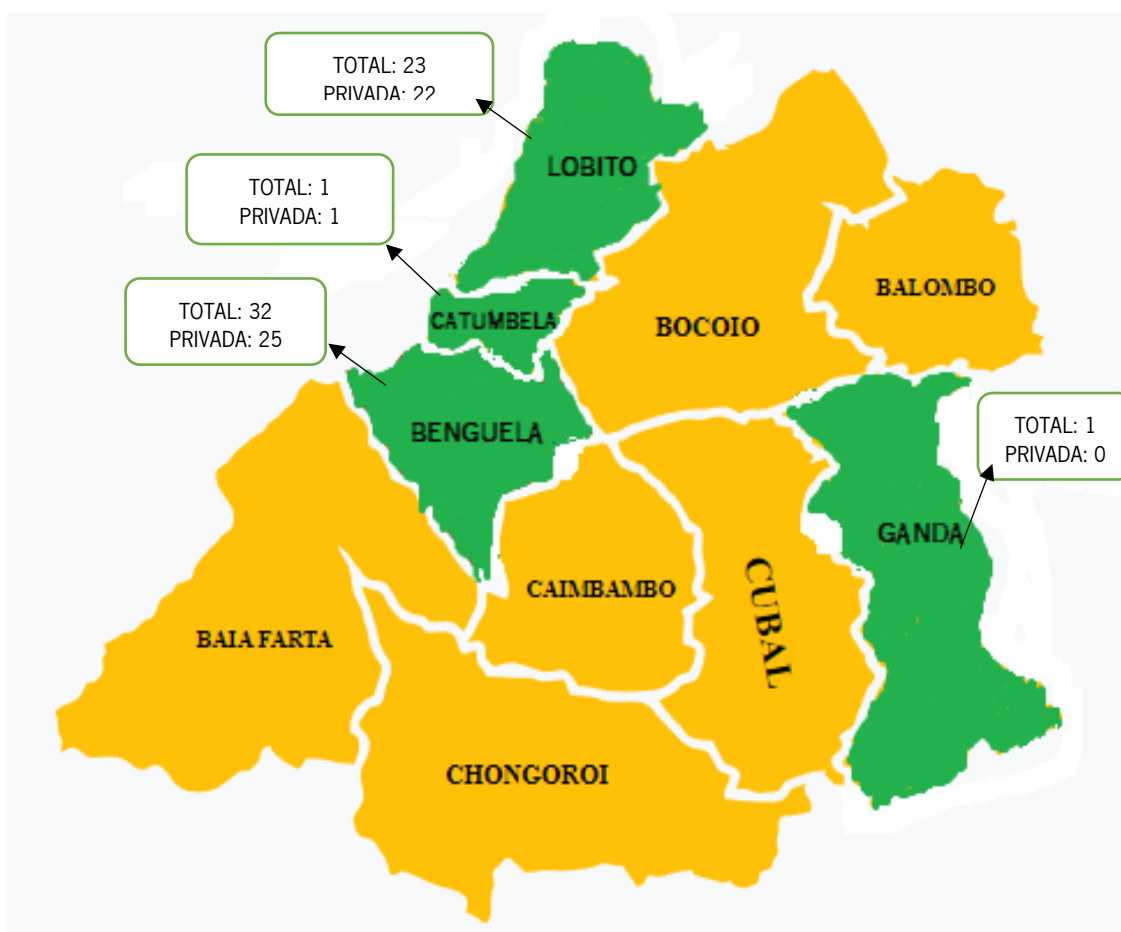 TOTAL: 23
PRIVADA: 22
LOBITO
TOTAL: 1
PRIVADA: 1
BALOMBO
TOTAL: 32
PRIVADA: 25
CATUMBELA
BOCOIO
BENGUELA
TOTAL: 1
PRIVADA: 0
GANDA
CAIMBAMBO
CUBAL
BAIA FARTA
CHONGOROI